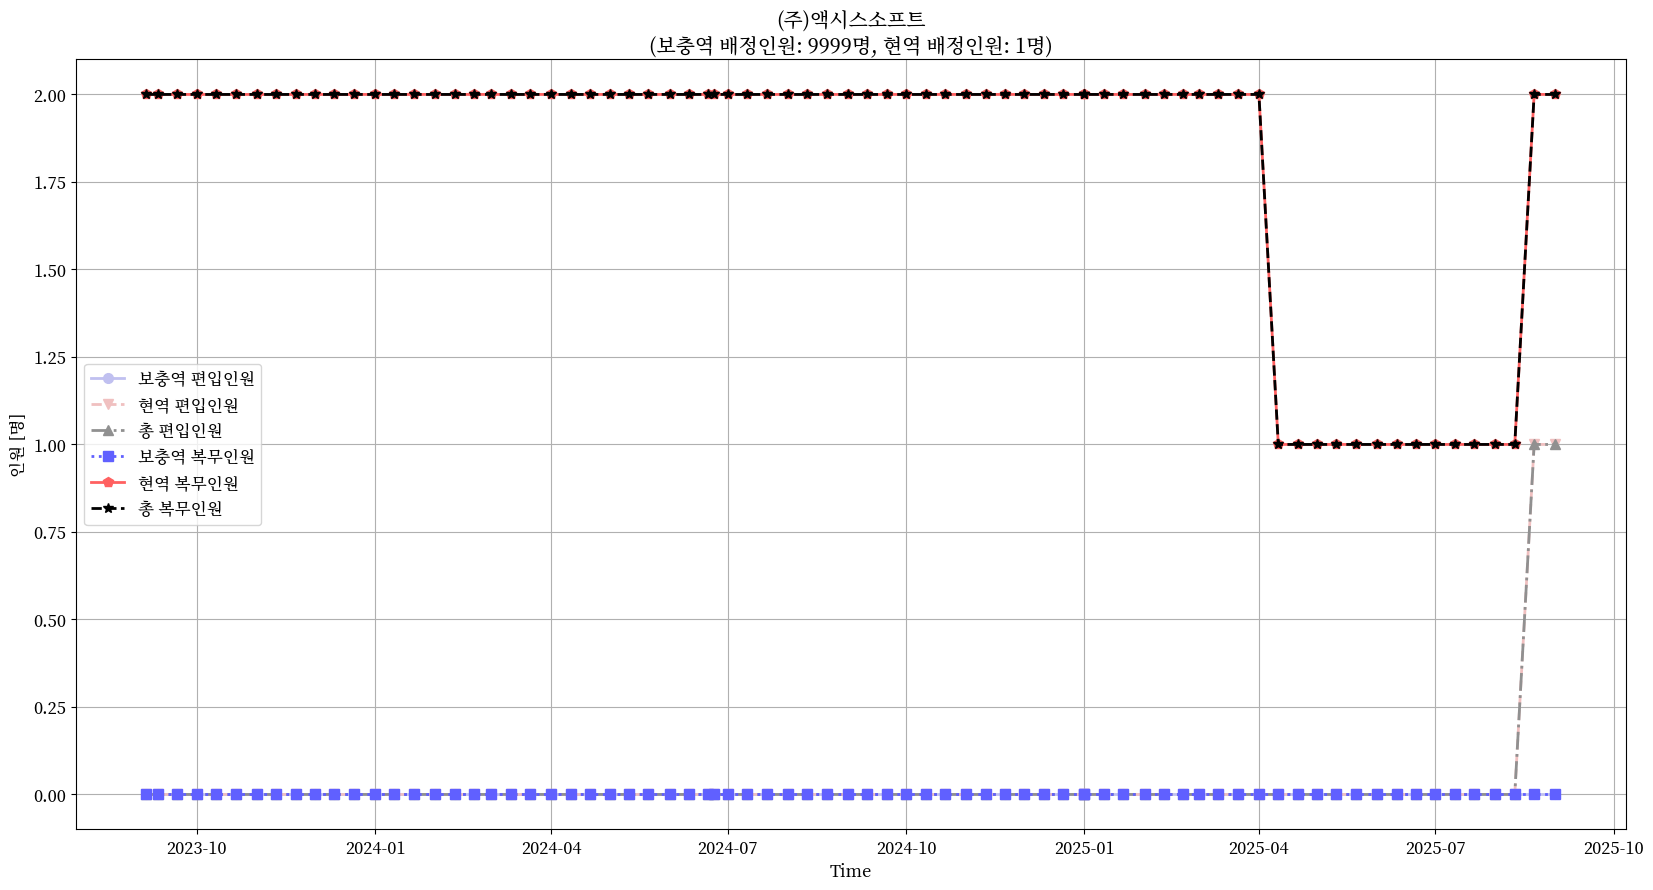 (주)액시스소프트
(보충역 배정인원: 9999명, 현역 배정인원: 1명)
인원 [명]
2.00
1.75
1.50
1.25
1.00
0.75
0.50
0.25
0.00
보충역 편입인원
현역 편입인원
총 편입인원
보충역 복무인원
현역 복무인원
총 복무인원
2023-10 2024-01 2024-04 2024-07 2024-10 2025-01 2025-04 2025-07 2025-10
Time